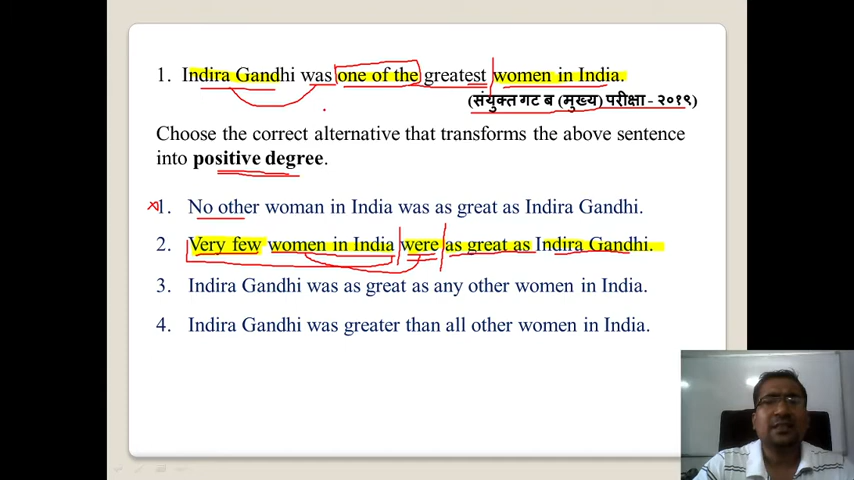 1. Indira Gandhi was one of the greatest women in India.
(संयुक्त गट ब (मुख्य) परीक्षा - २०१९)
Choose the correct alternative that transforms the above sentence
into positive degree.
1. No other woman in India was as great as Indira Gandhi.
2. Very few women in India were as great as Indira Gandhi.
3. Indira Gandhi was as great as any other women in India.
4. Indira Gandhi was greater than all other women in India.